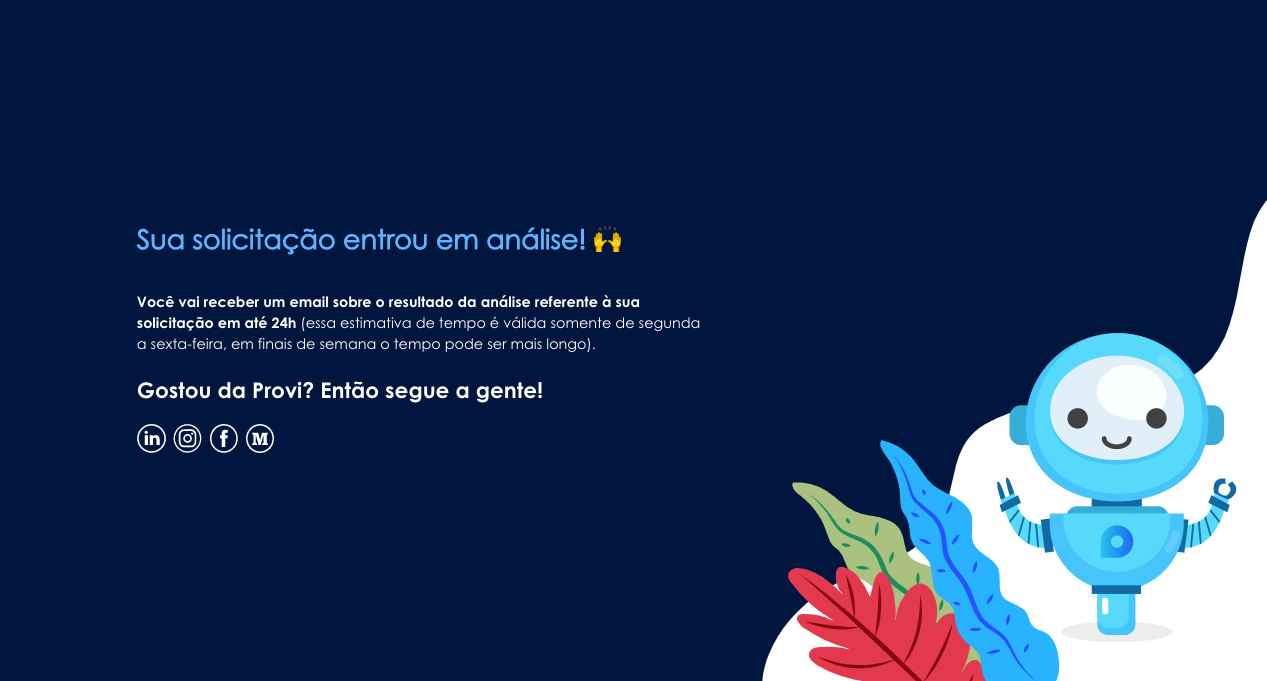 Sua solicitação entrou em análise! 🙌
Você vai receber um email sobre o resultado da análise referente à sua
solicitação em até 24h (essa estimativa de tempo é válida somente de segunda
a sexta-feira, em finais de semana o tempo pode ser mais longo).
Gostou da Provi? Então segue a gente!
in f M